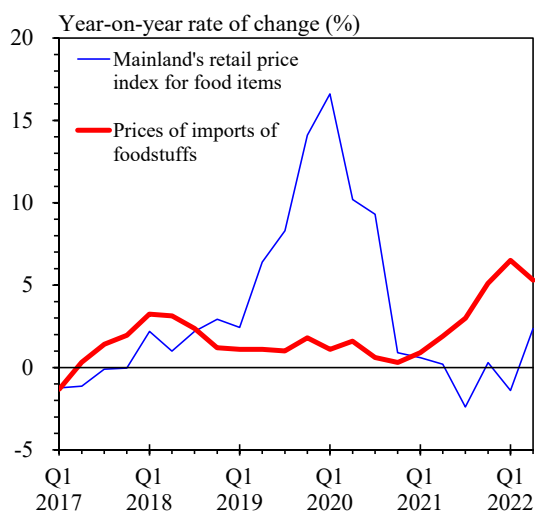 Year-on-year rate of change (%)
20
Mainland's retail price
index for food items
15
Prices of imports of
foodstuffs
10
5
0
-5
Q1 Q1 Q1 Q1 Q1 Q1
2017 2018 2019 2020 2021 2022